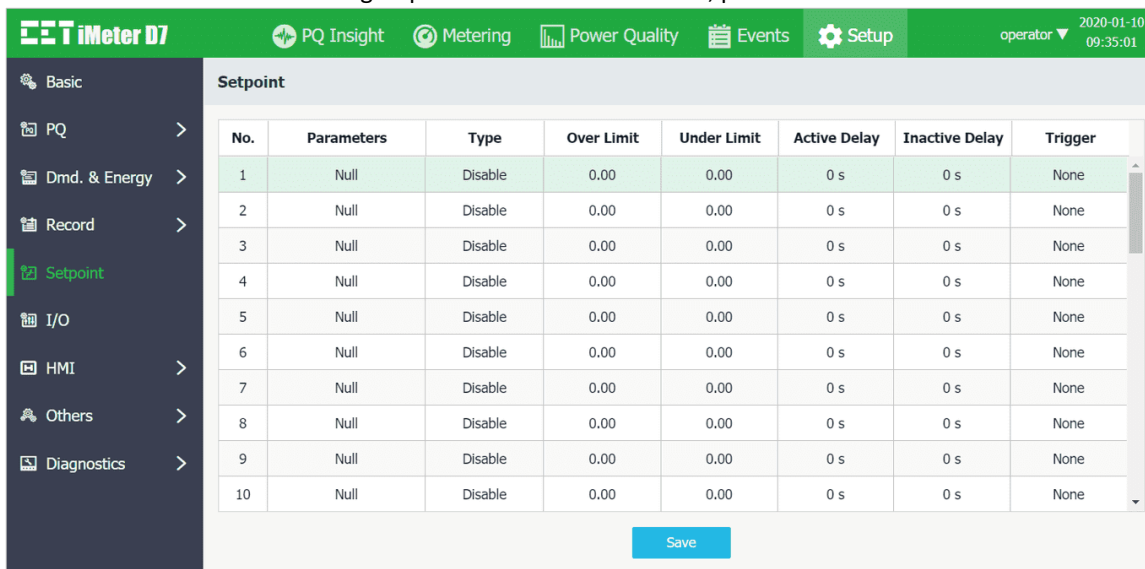 CET iMeter D7 PQ Insight Metering Power Quality Events Setup operator ▼ 2020-01-10
09:35:01
Basic
PQ
Dmd. & Energy
Record
Setpoint
I/O
HMI
Others
Diagnostics
Setpoint
No. Parameters Type Over Limit Under Limit Active Delay Inactive Delay Trigger
1 Null Disable 0.00 0.00 0 s 0 s None
2 Null Disable 0.00 0.00 0 s 0 s None
3 Null Disable 0.00 0.00 0 s 0 s None
4 Null Disable 0.00 0.00 0 s 0 s None
5 Null Disable 0.00 0.00 0 s 0 s None
6 Null Disable 0.00 0.00 0 s 0 s None
7 Null Disable 0.00 0.00 0 s 0 s None
8 Null Disable 0.00 0.00 0 s 0 s None
9 Null Disable 0.00 0.00 0 s 0 s None
10 Null Disable 0.00 0.00 0 s 0 s None
Save